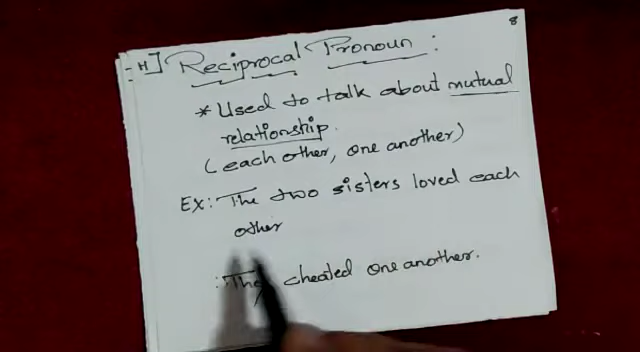 8
H] Reciprocal Pronoun :
* Used to talk about mutual
relationship.
(each other, one another)
Ex: The two sisters loved each
other
: They cheated one another.